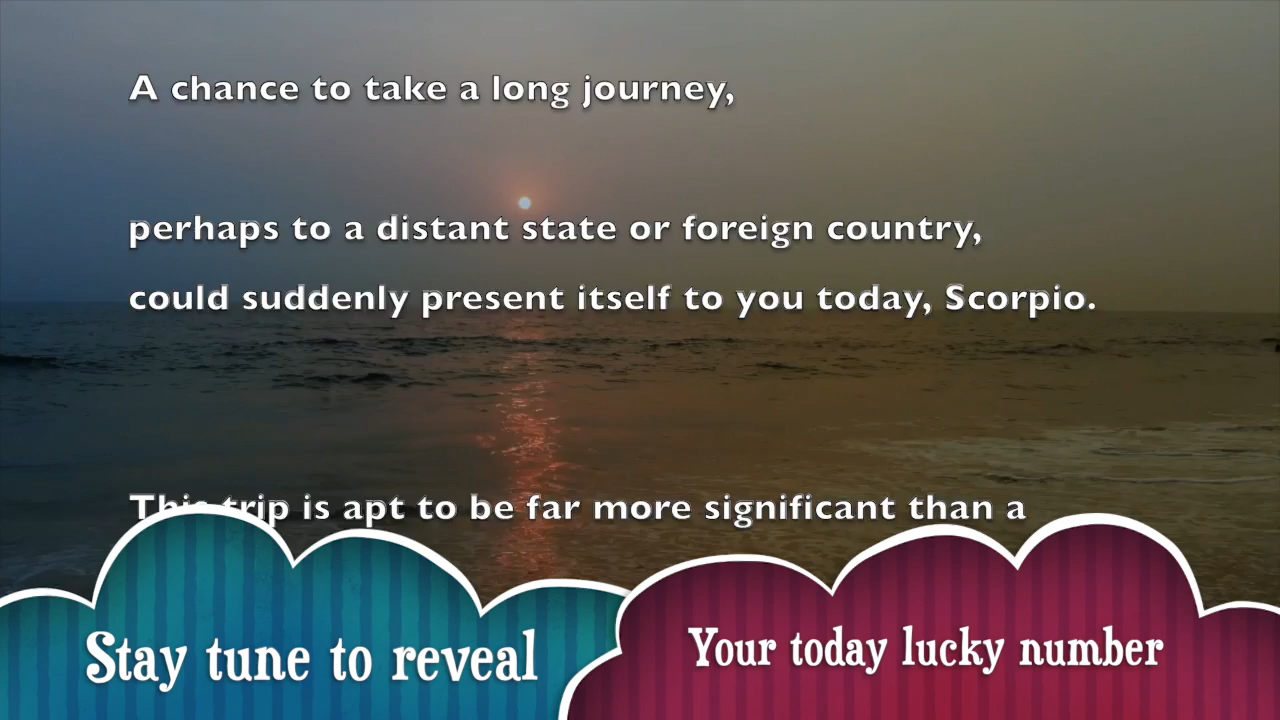 A chance to take a long journey,
perhaps to a distant state or foreign country,
could suddenly present itself to you today, Scorpio.
This trip is apt to be far more significant than a
Stay tune to reveal
Your today lucky number